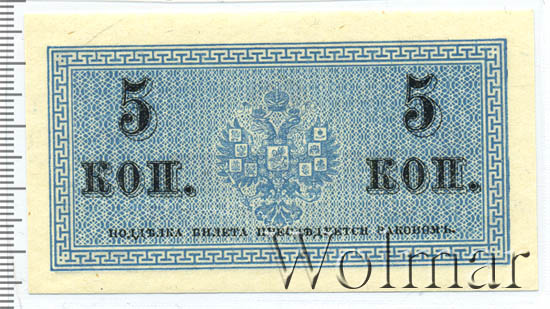 5 5
КОП. КОП.
ПОДДѢЛКА БИЛЕТА ПРЕСЛѢДУЕТСЯ ЗАКОНОМЪ.
Wolmar